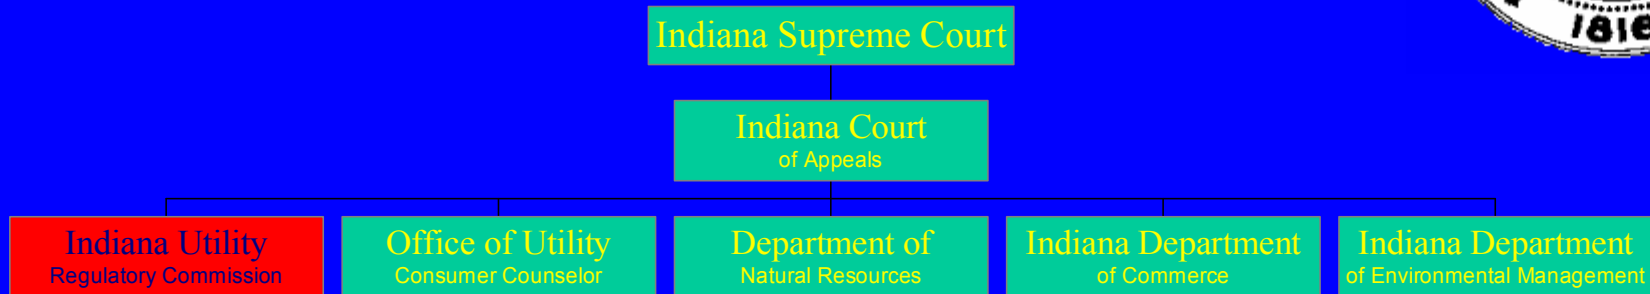 1816
Indiana Supreme Court
Indiana Court
of Appeals
Indiana Utility
Regulatory Commission
Office of Utility
Consumer Counselor
Department of
Natural Resources
Indiana Department
of Commerce
Indiana Department
of Environmental Management